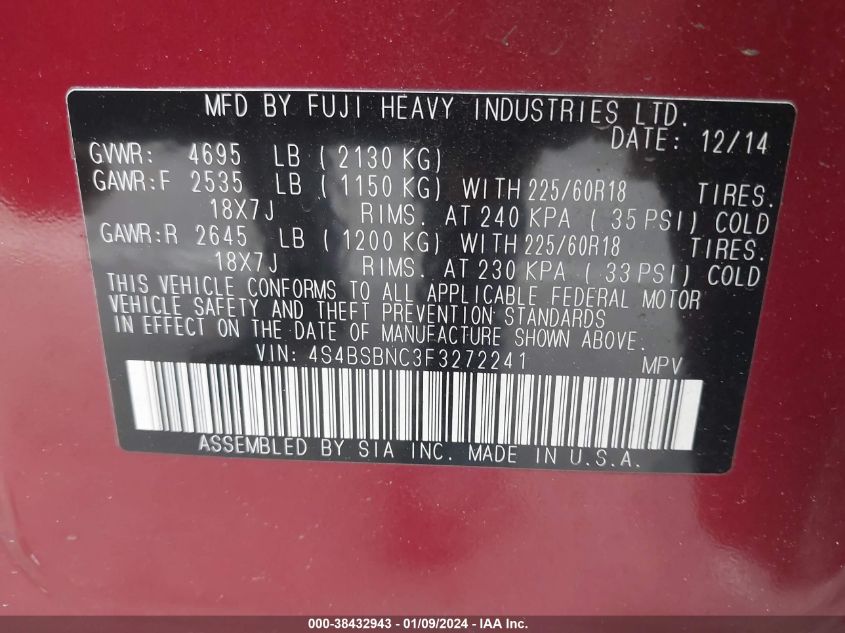 MFD BY FUJI HEAVY INDUSTRIES LTD.
DATE: 12/14
GVWR: 4695 LB ( 2130 KG)
GAWR:F 2535 LB ( 1150 KG) WITH 225/60R18 TIRES.
18X7J RIMS. AT 240 KPA ( 35 PSI) COLD
GAWR:R 2645 LB ( 1200 KG) WITH 225/60R18 TIRES.
18X7J RIMS. AT 230 KPA ( 33 PSI) COLD
THIS VEHICLE CONFORMS TO ALL APPLICABLE FEDERAL MOTOR
VEHICLE SAFETY AND THEFT PREVENTION STANDARDS
IN EFFECT ON THE DATE OF MANUFACTURE SHOWN ABOVE.
VIN: 4S4BSBNC3F3272241 MPV
ASSEMBLED BY SIA INC. MADE IN U.S.A.
000-38432943 - 01/09/2024 - IAA Inc.